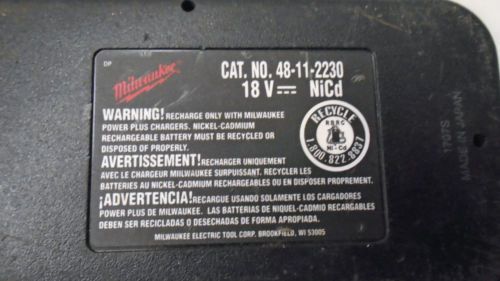 DP
Milwaukee
CAT. NO. 48-11-2230
18 V NiCd
WARNING! RECHARGE ONLY WITH MILWAUKEE
POWER PLUS CHARGERS. NICKEL-CADMIUM
RECHARGEABLE BATTERY MUST BE RECYCLED OR
DISPOSED OF PROPERLY.
RECYCLE
RBRC
Ni-Cd
1.800.822.8837
AVERTISSEMENT! RECHARGER UNIQUEMENT
AVEC LE CHARGEUR MILWAUKEE SURPUISSANT. RECYCLER LES
BATTERIES AU NICKEL-CADMIUM RECHARGEABLES OU EN DISPOSER PROPREMENT.
¡ADVERTENCIA! RECARGUE USANDO SOLAMENTE LOS CARGADORES
POWER PLUS DE MILWAUKEE. LAS BATERIAS DE NIQUEL-CADMIO RECARGABLES
DEBEN SER RECICLADAS O DESECHADAS DE FORMA APROPIADA.
MILWAUKEE ELECTRIC TOOL CORP. BROOKFIELD, WI 53005
MADE IN JAPAN